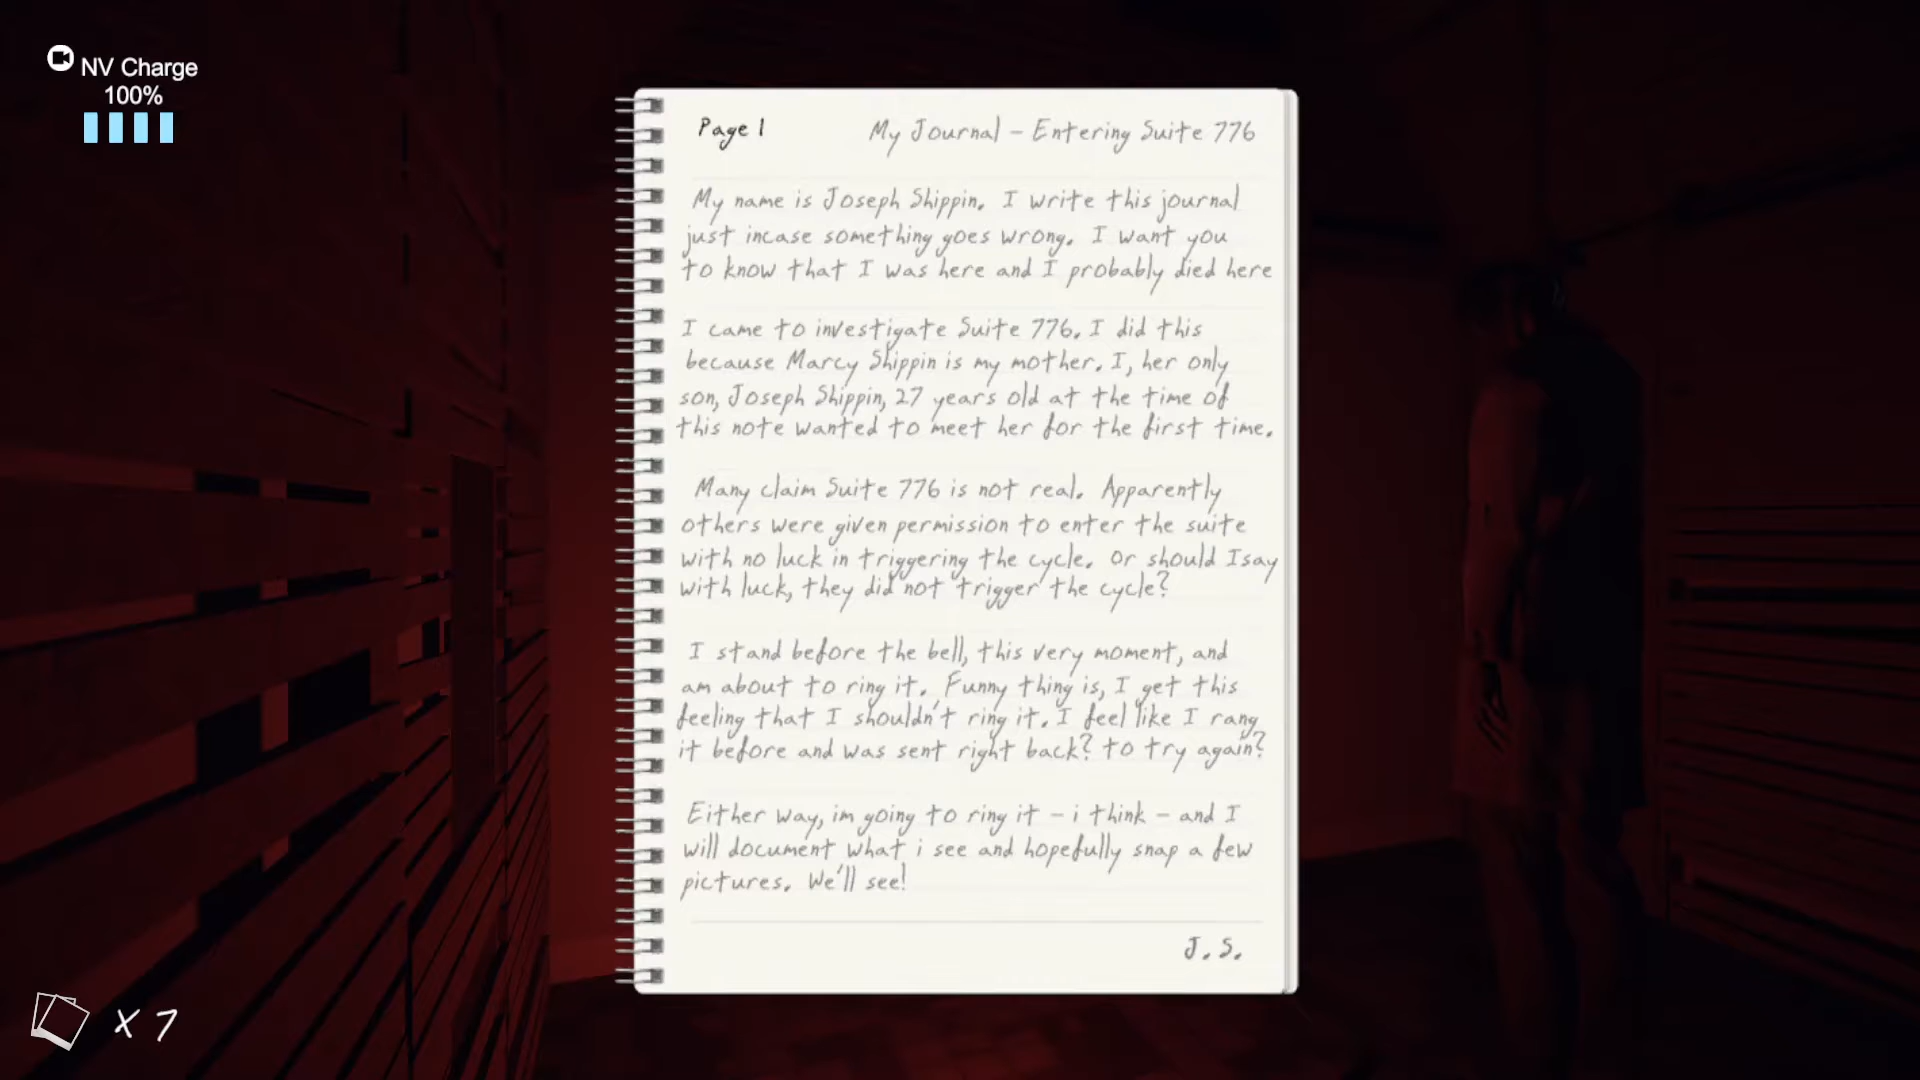 NV Charge
100%
Page 1
My Journal - Entering Suite 776
My name is Joseph Shippin. I write this journal
just incase something goes wrong. I want you
to know that I was here and I probably died here
I came to investigate Suite 776. I did this
because Marcy Shippin is my mother. I, her only
son, Joseph Shippin, 27 years old at the time of
this note wanted to meet her for the first time.
Many claim Suite 776 is not real. Apparently
others were given permission to enter the suite
with no luck in triggering the cycle. Or should I say
with luck, they did not trigger the cycle?
I stand before the bell, this very moment, and
am about to ring it. Funny thing is, I get this
feeling that I shouldn't ring it. I feel like I rang
it before and was sent right back? to try again?
Either way, im going to ring it - i think - and I
will document what i see and hopefully snap a few
pictures. We'll see!
J. S.
X 7